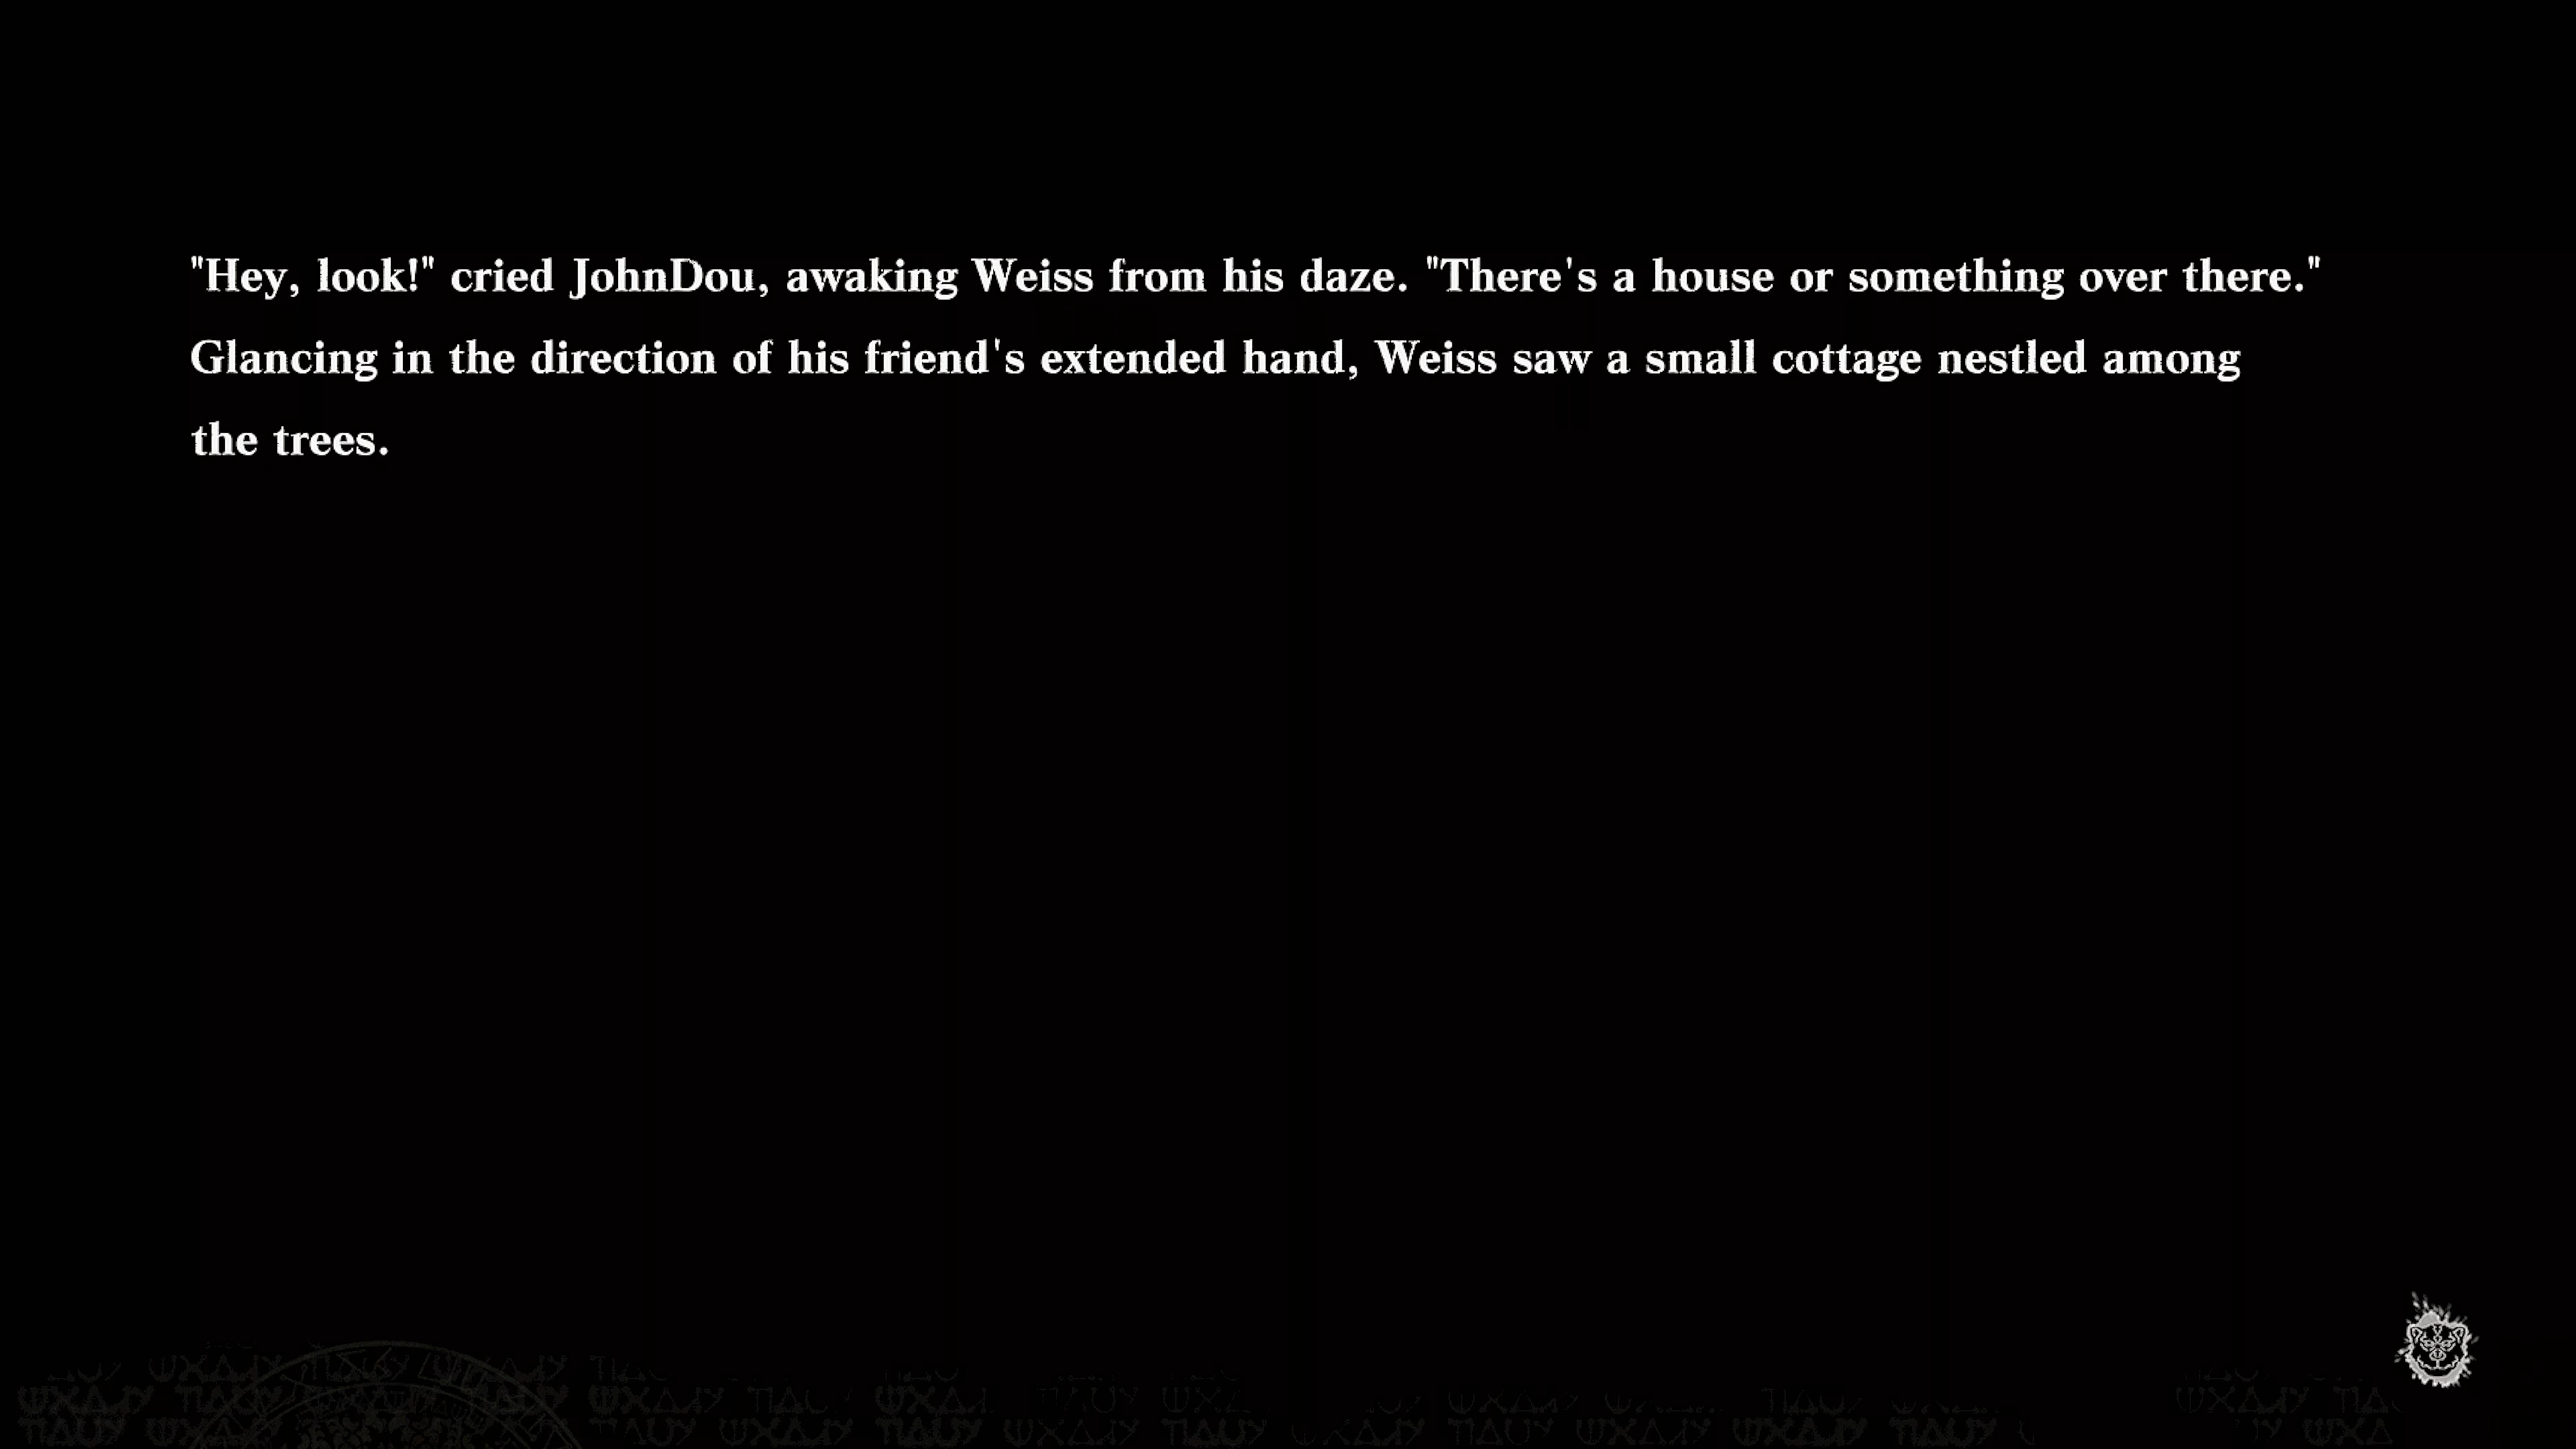 "Hey, look!" cried JohnDou, awaking Weiss from his daze. "There's a house or something over there."
Glancing in the direction of his friend's extended hand, Weiss saw a small cottage nestled among
the trees.